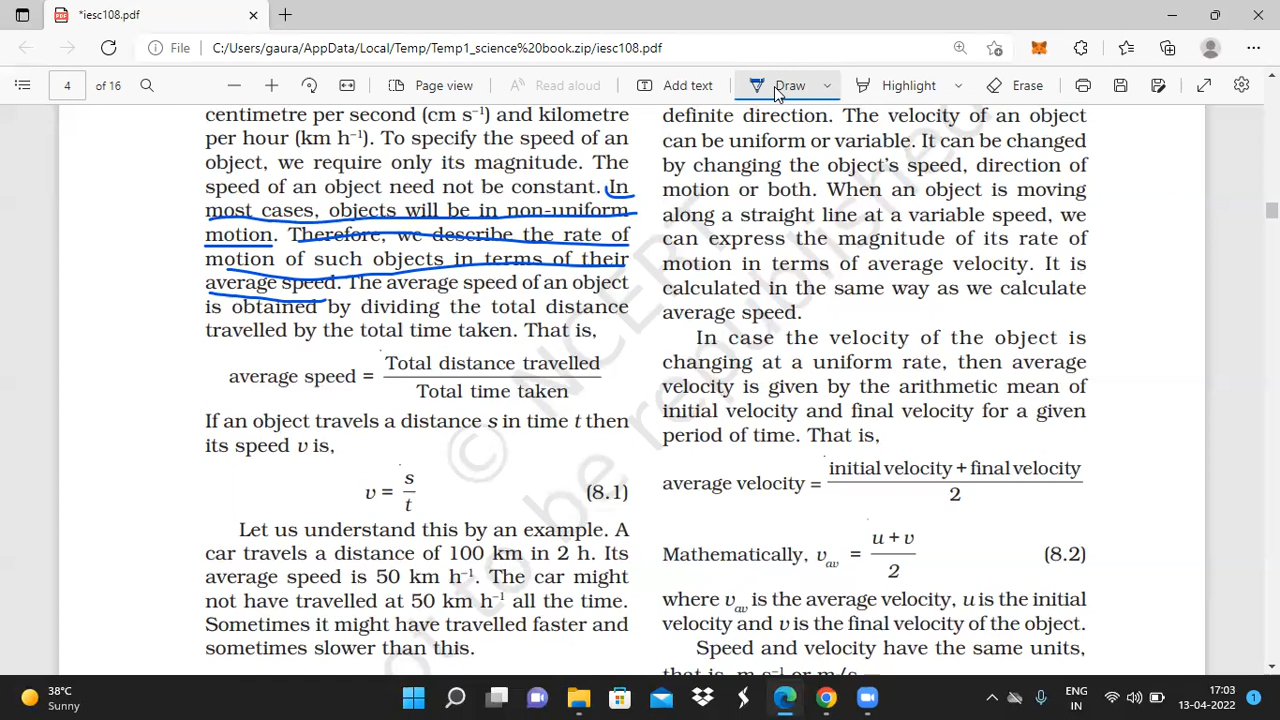 *iesc108.pdf
File
C:/Users/gaura/AppData/Local/Temp/Temp1_science%20book.zip/iesc108.pdf
4 of 16
Page view
Read aloud
Add text
Draw
Highlight
Erase
centimetre per second (cm s⁻¹) and kilometre
per hour (km h⁻¹). To specify the speed of an
object, we require only its magnitude. The
speed of an object need not be constant. In
most cases, objects will be in non-uniform
motion. Therefore, we describe the rate of
motion of such objects in terms of their
average speed. The average speed of an object
is obtained by dividing the total distance
travelled by the total time taken. That is,
average speed = Total distance travelled / Total time taken
If an object travels a distance s in time t then
its speed v is,
v = s / t (8.1)
Let us understand this by an example. A
car travels a distance of 100 km in 2 h. Its
average speed is 50 km h⁻¹. The car might
not have travelled at 50 km h⁻¹ all the time.
Sometimes it might have travelled faster and
sometimes slower than this.
definite direction. The velocity of an object
can be uniform or variable. It can be changed
by changing the object's speed, direction of
motion or both. When an object is moving
along a straight line at a variable speed, we
can express the magnitude of its rate of
motion in terms of average velocity. It is
calculated in the same way as we calculate
average speed.
In case the velocity of the object is
changing at a uniform rate, then average
velocity is given by the arithmetic mean of
initial velocity and final velocity for a given
period of time. That is,
average velocity = initial velocity + final velocity / 2
Mathematically, v_av = u + v / 2 (8.2)
where v_av is the average velocity, u is the initial
velocity and v is the final velocity of the object.
Speed and velocity have the same units,
that is, m s⁻¹ or m/s
© NCERT
to be republished
38°C
Sunny
ENG
IN
17:03
13-04-2022
1